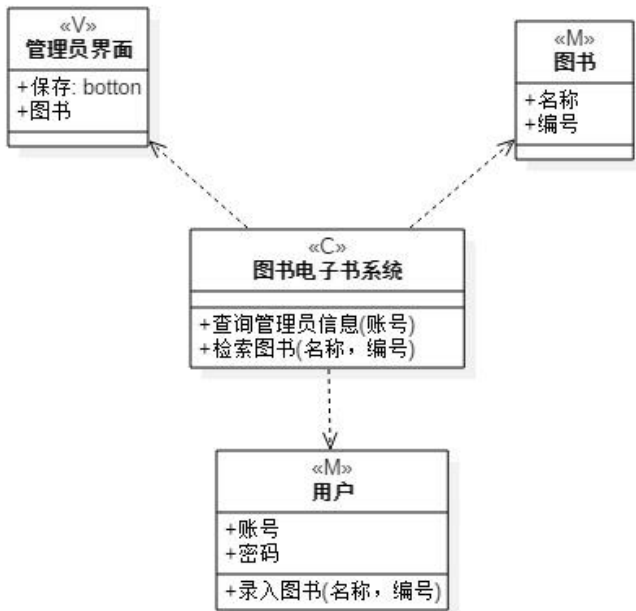 «V»
管理员界面
+保存: botton
+图书
«M»
图书
+名称
+编号
«C»
图书电子书系统
+查询管理员信息(账号)
+检索图书(名称，编号)
«M»
用户
+账号
+密码
+录入图书(名称，编号)